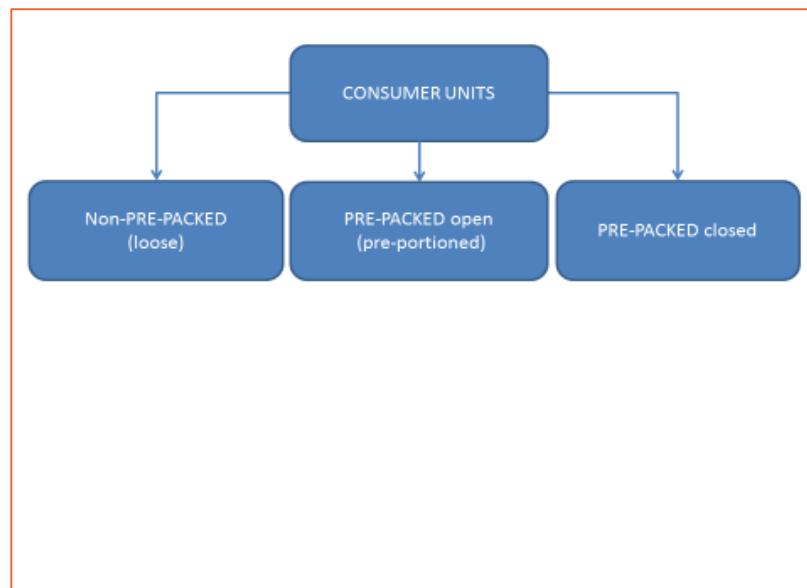 CONSUMER UNITS
Non-PRE-PACKED
(loose)
PRE-PACKED open
(pre-portioned)
PRE-PACKED closed